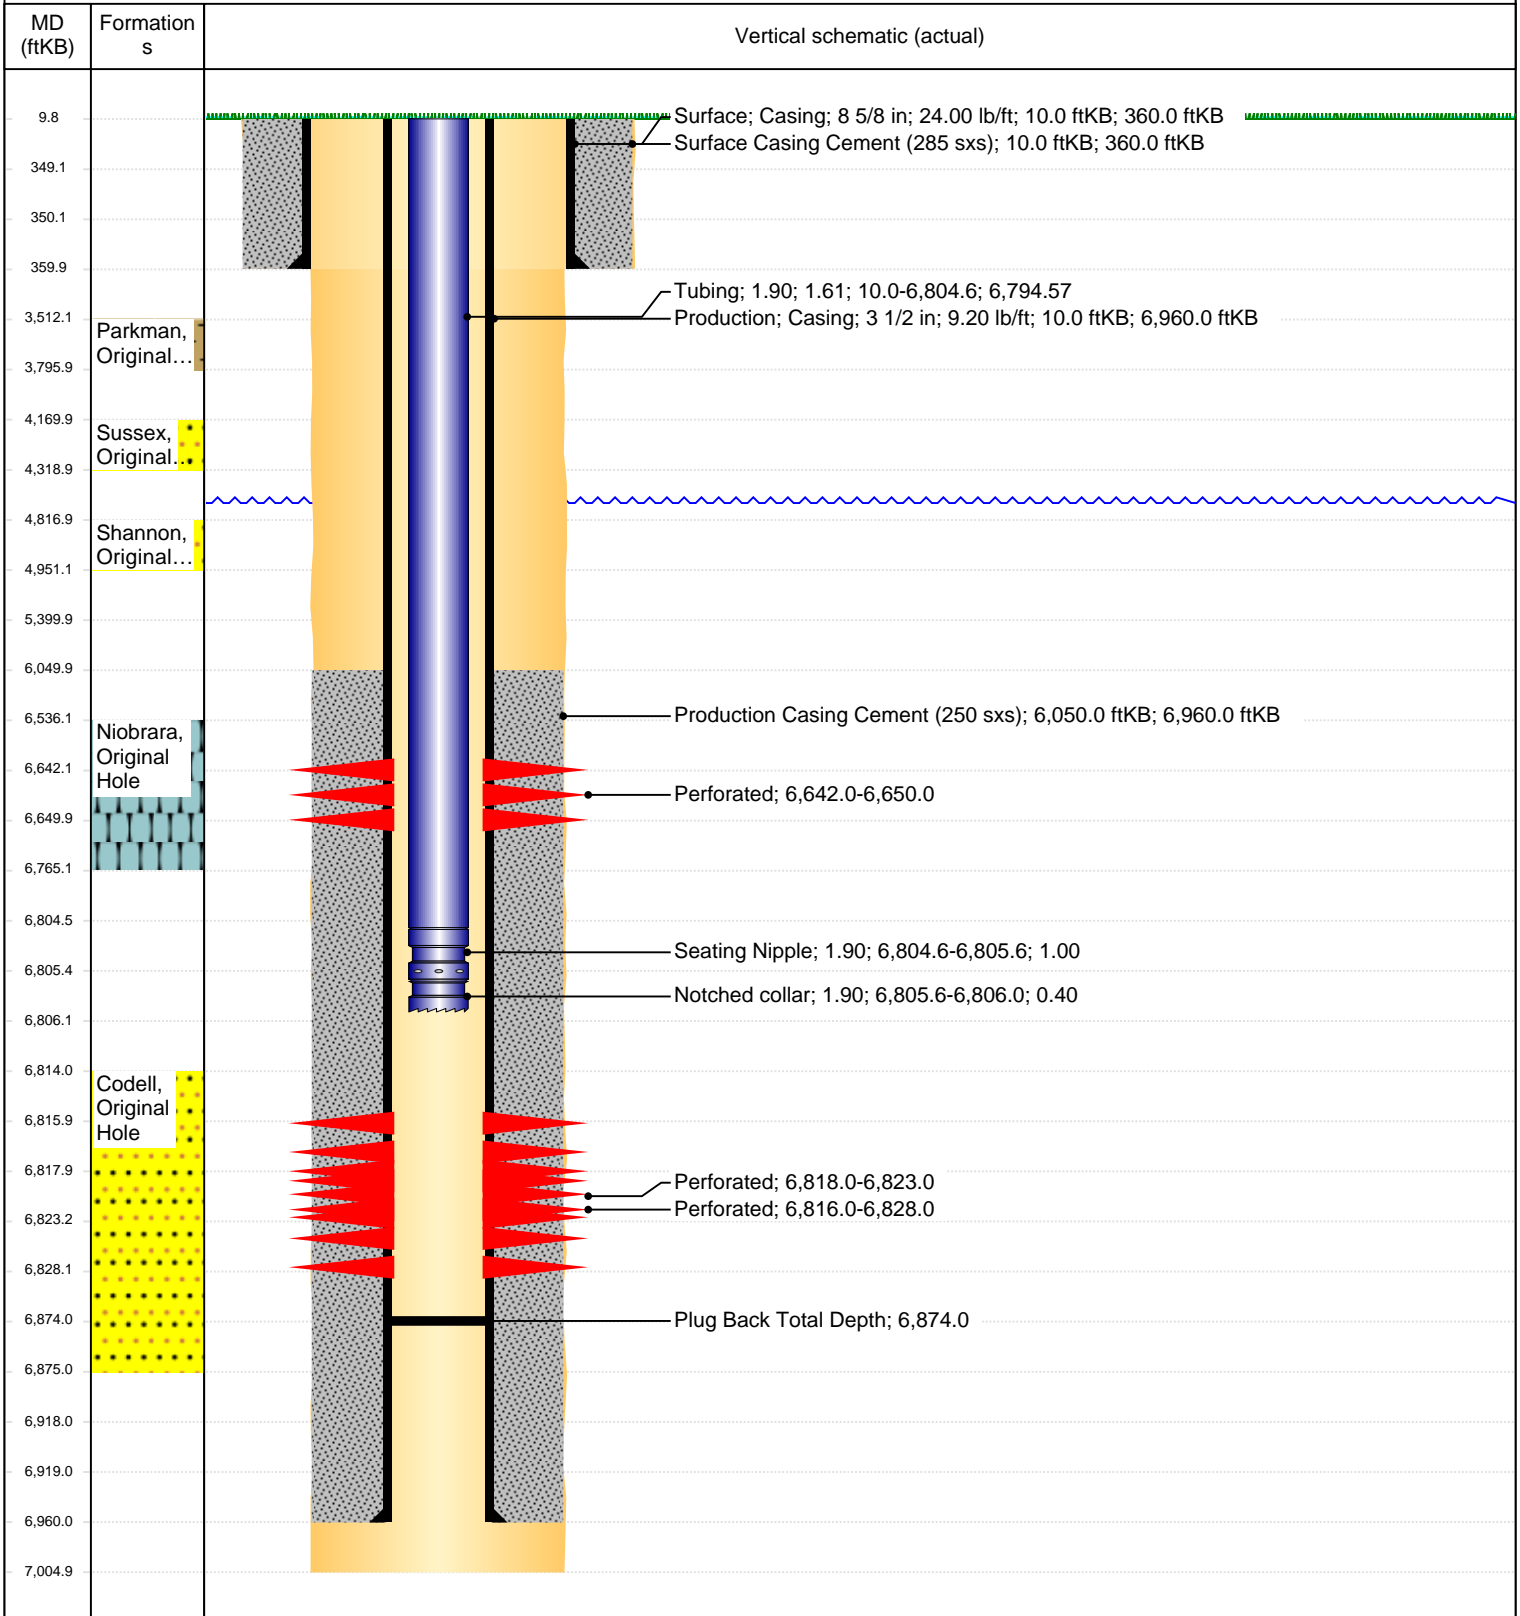 MD
(ftKB)
Formation
s
Vertical schematic (actual)
9.8
Surface; Casing; 8 5/8 in; 24.00 lb/ft; 10.0 ftKB; 360.0 ftKB
Surface Casing Cement (285 sxs); 10.0 ftKB; 360.0 ftKB
349.1
350.1
359.9
Tubing; 1.90; 1.61; 10.0-6,804.6; 6,794.57
3,512.1
Production; Casing; 3 1/2 in; 9.20 lb/ft; 10.0 ftKB; 6,960.0 ftKB
Parkman,
Original...
3,795.9
4,169.9
Sussex,
Original...
4,318.9
4,816.9
Shannon,
Original...
4,951.1
5,399.9
6,049.9
6,536.1
Production Casing Cement (250 sxs); 6,050.0 ftKB; 6,960.0 ftKB
Niobrara,
Original
Hole
6,642.1
Perforated; 6,642.0-6,650.0
6,649.9
6,765.1
6,804.5
Seating Nipple; 1.90; 6,804.6-6,805.6; 1.00
6,805.4
Notched collar; 1.90; 6,805.6-6,806.0; 0.40
6,806.1
6,814.0
Codell,
Original
Hole
6,815.9
6,817.9
Perforated; 6,818.0-6,823.0
Perforated; 6,816.0-6,828.0
6,823.2
6,828.1
6,874.0
Plug Back Total Depth; 6,874.0
6,875.0
6,918.0
6,919.0
6,960.0
7,004.9